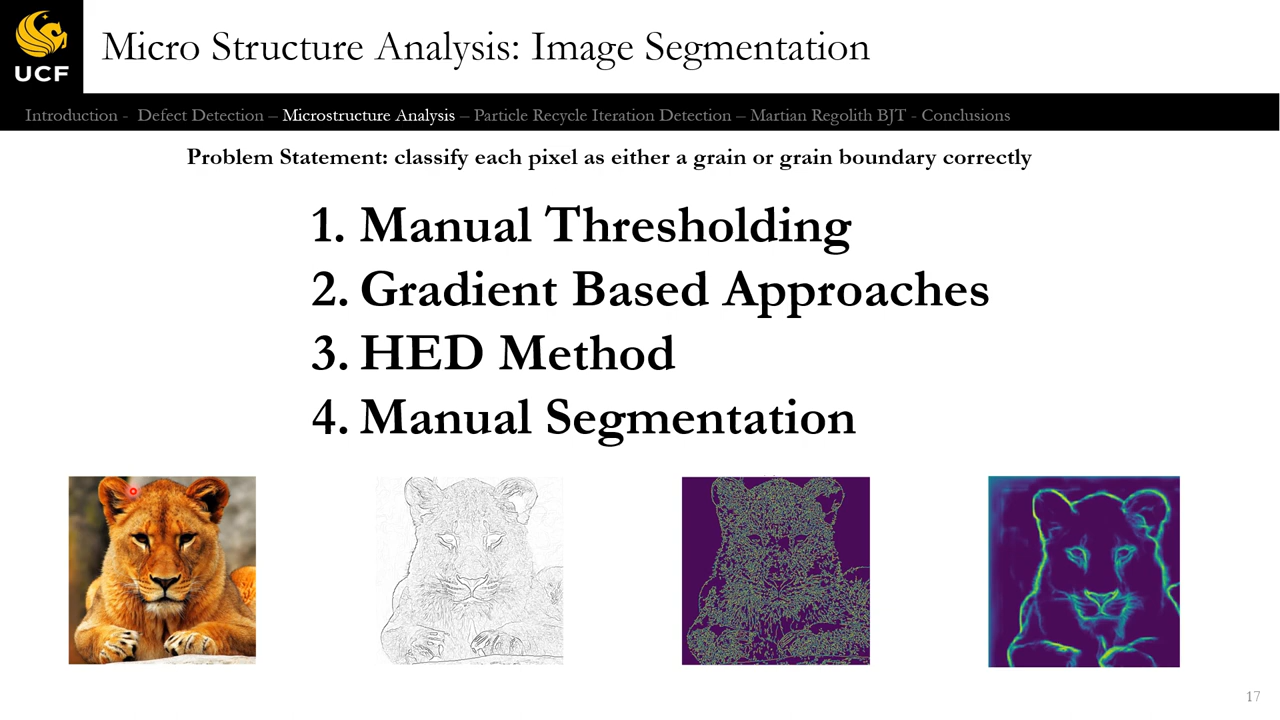 UCF
Micro Structure Analysis: Image Segmentation
Introduction - Defect Detection – Microstructure Analysis – Particle Recycle Iteration Detection – Martian Regolith BJT - Conclusions
Problem Statement: classify each pixel as either a grain or grain boundary correctly
1. Manual Thresholding
2. Gradient Based Approaches
3. HED Method
4. Manual Segmentation
17